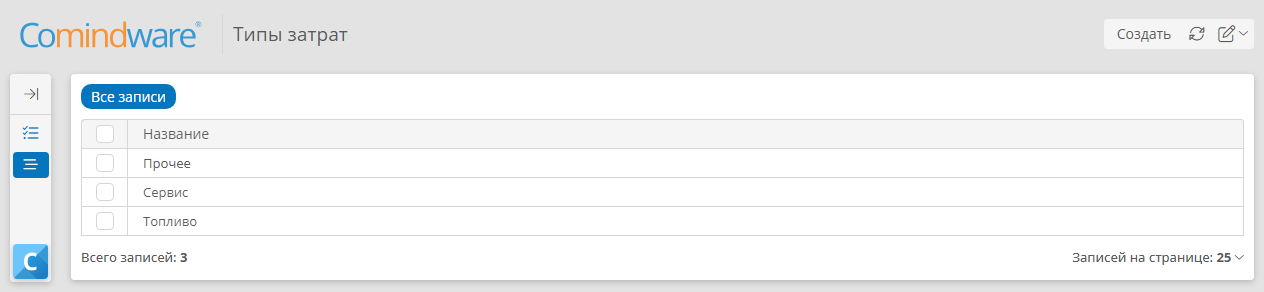 Comindware® Типы затрат Создать
Все записи
Название
Прочее
Сервис
Топливо
C
Всего записей: 3 Записей на странице: 25